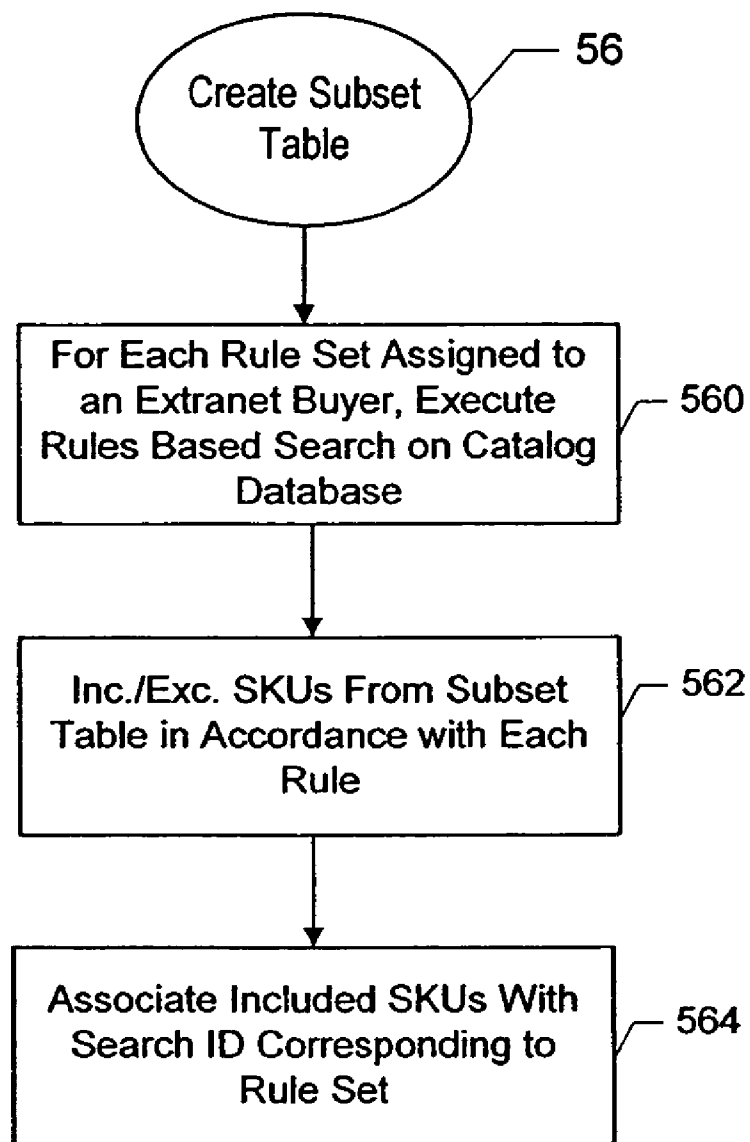 56
Create Subset
Table
For Each Rule Set Assigned to
an Extranet Buyer, Execute
Rules Based Search on Catalog
Database
560
Inc./Exc. SKUs From Subset
Table in Accordance with Each
Rule
562
Associate Included SKUs With
Search ID Corresponding to
Rule Set
564